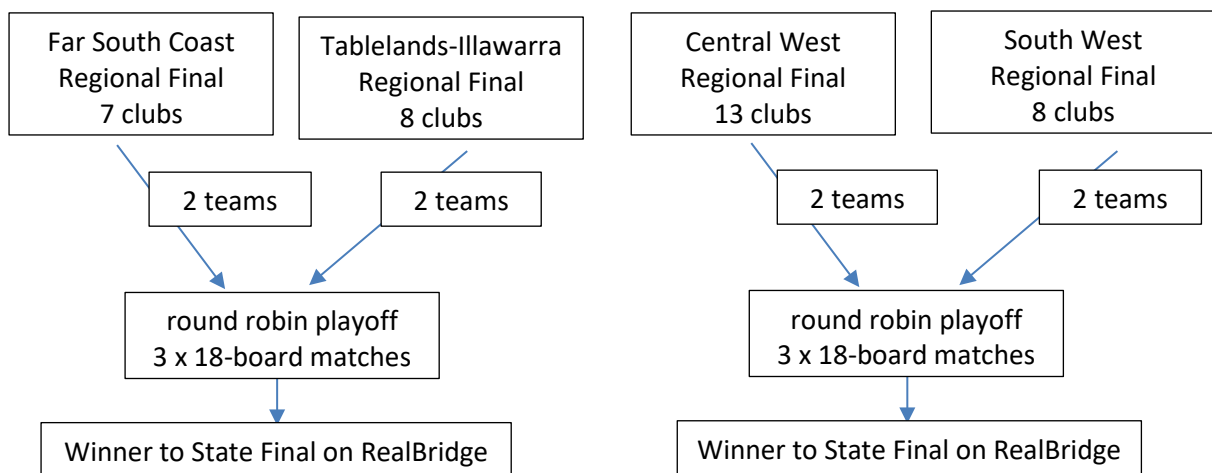 Far South Coast
Regional Final
7 clubs
Tablelands-Illawarra
Regional Final
8 clubs
Central West
Regional Final
13 clubs
South West
Regional Final
8 clubs
2 teams
2 teams
2 teams
2 teams
round robin playoff
3 x 18-board matches
round robin playoff
3 x 18-board matches
Winner to State Final on RealBridge
Winner to State Final on RealBridge